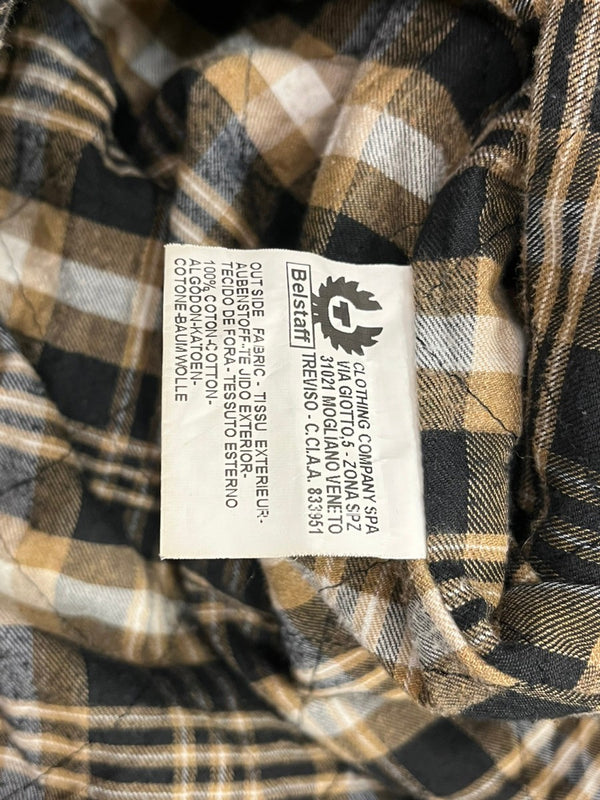 Belstaff
CLOTHING COMPANY SPA
VIA GIOTTO,5 - ZONA SPZ
31021 MOGLIANO VENETO
TREVISO - C.CI.A.A. 833951
OUTSIDE FABRIC - TISSU EXTERIEUR-
AUBENSTOFF-TE JIDO EXTERIOR-
TECIDO DE FORA - TESSUTO ESTERNO
100% COTON-COTTON-
ALGODON-KATOEN-
COTONE-BAUMWOLLE